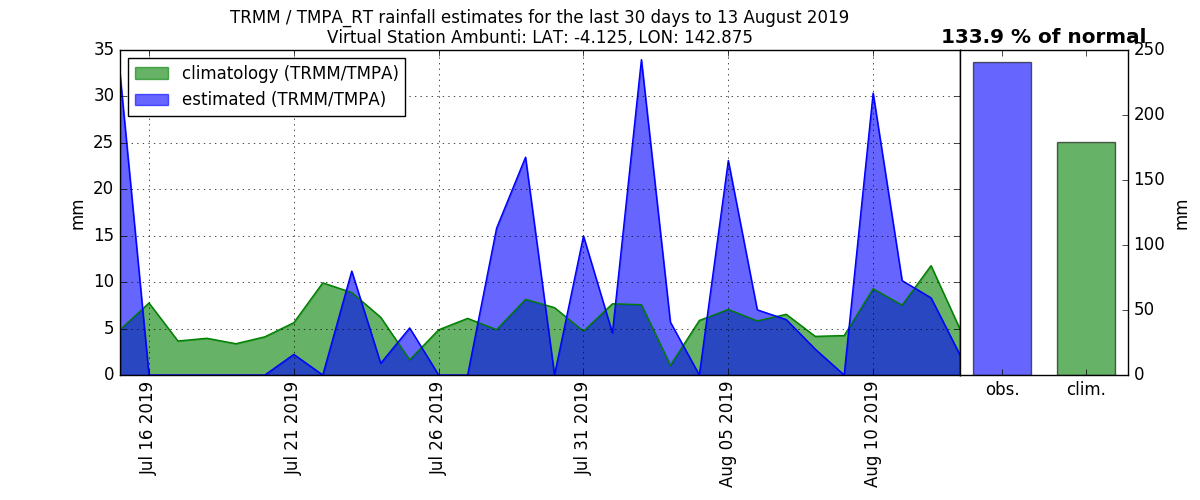 TRMM / TMPA_RT rainfall estimates for the last 30 days to 13 August 2019
Virtual Station Ambunti: LAT: -4.125, LON: 142.875
133.9 % of normal
climatology (TRMM/TMPA)
estimated (TRMM/TMPA)
35
30
25
20
15
10
5
0
mm
Jul 16 2019
Jul 21 2019
Jul 26 2019
Jul 31 2019
Aug 05 2019
Aug 10 2019
obs.
clim.
250
200
150
100
50
0
mm